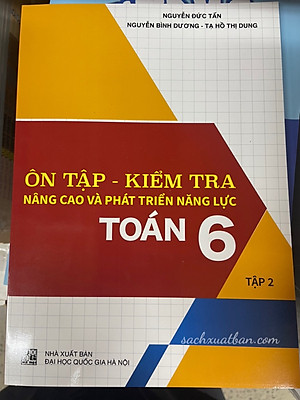 NGUYỄN ĐỨC TẤN
NGUYỄN BÌNH DƯƠNG - TẠ HỒ THỊ DUNG
ÔN TẬP - KIỂM TRA
NÂNG CAO VÀ PHÁT TRIỂN NĂNG LỰC
TOÁN 6
TẬP 2
sachxuatban.com
NHÀ XUẤT BẢN
ĐẠI HỌC QUỐC GIA HÀ NỘI